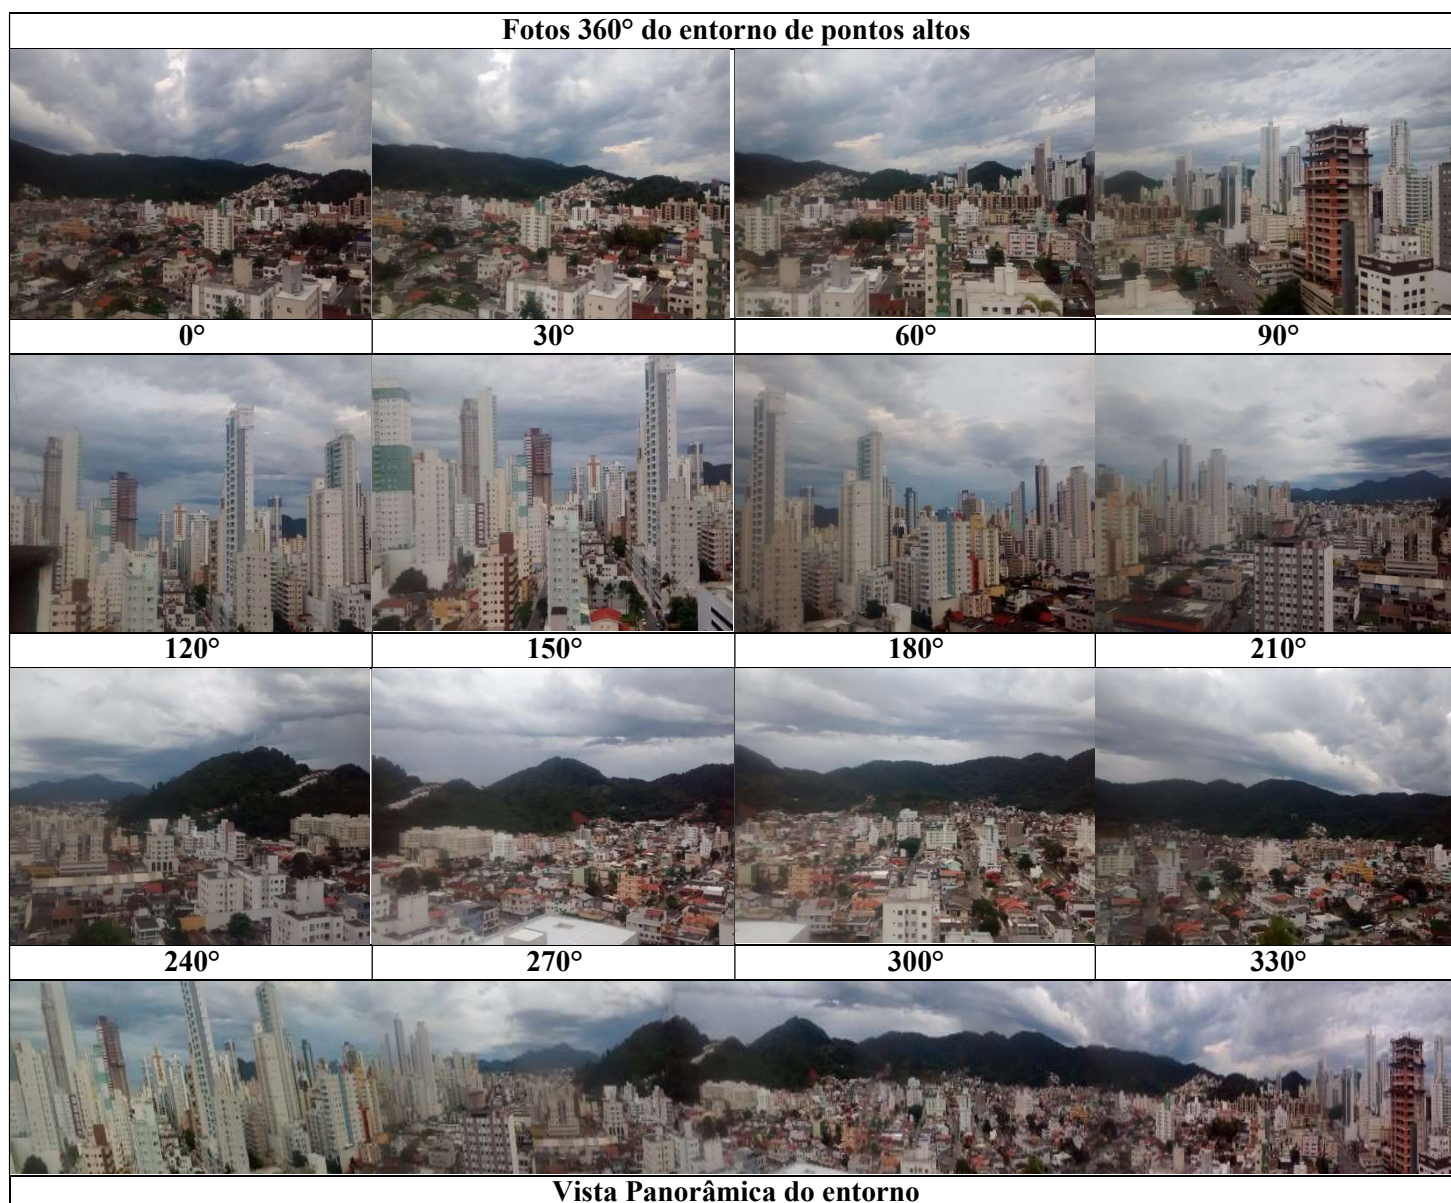 Fotos 360° do entorno de pontos altos
0° 30° 60° 90°
120° 150° 180° 210°
240° 270° 300° 330°
Vista Panorâmica do entorno